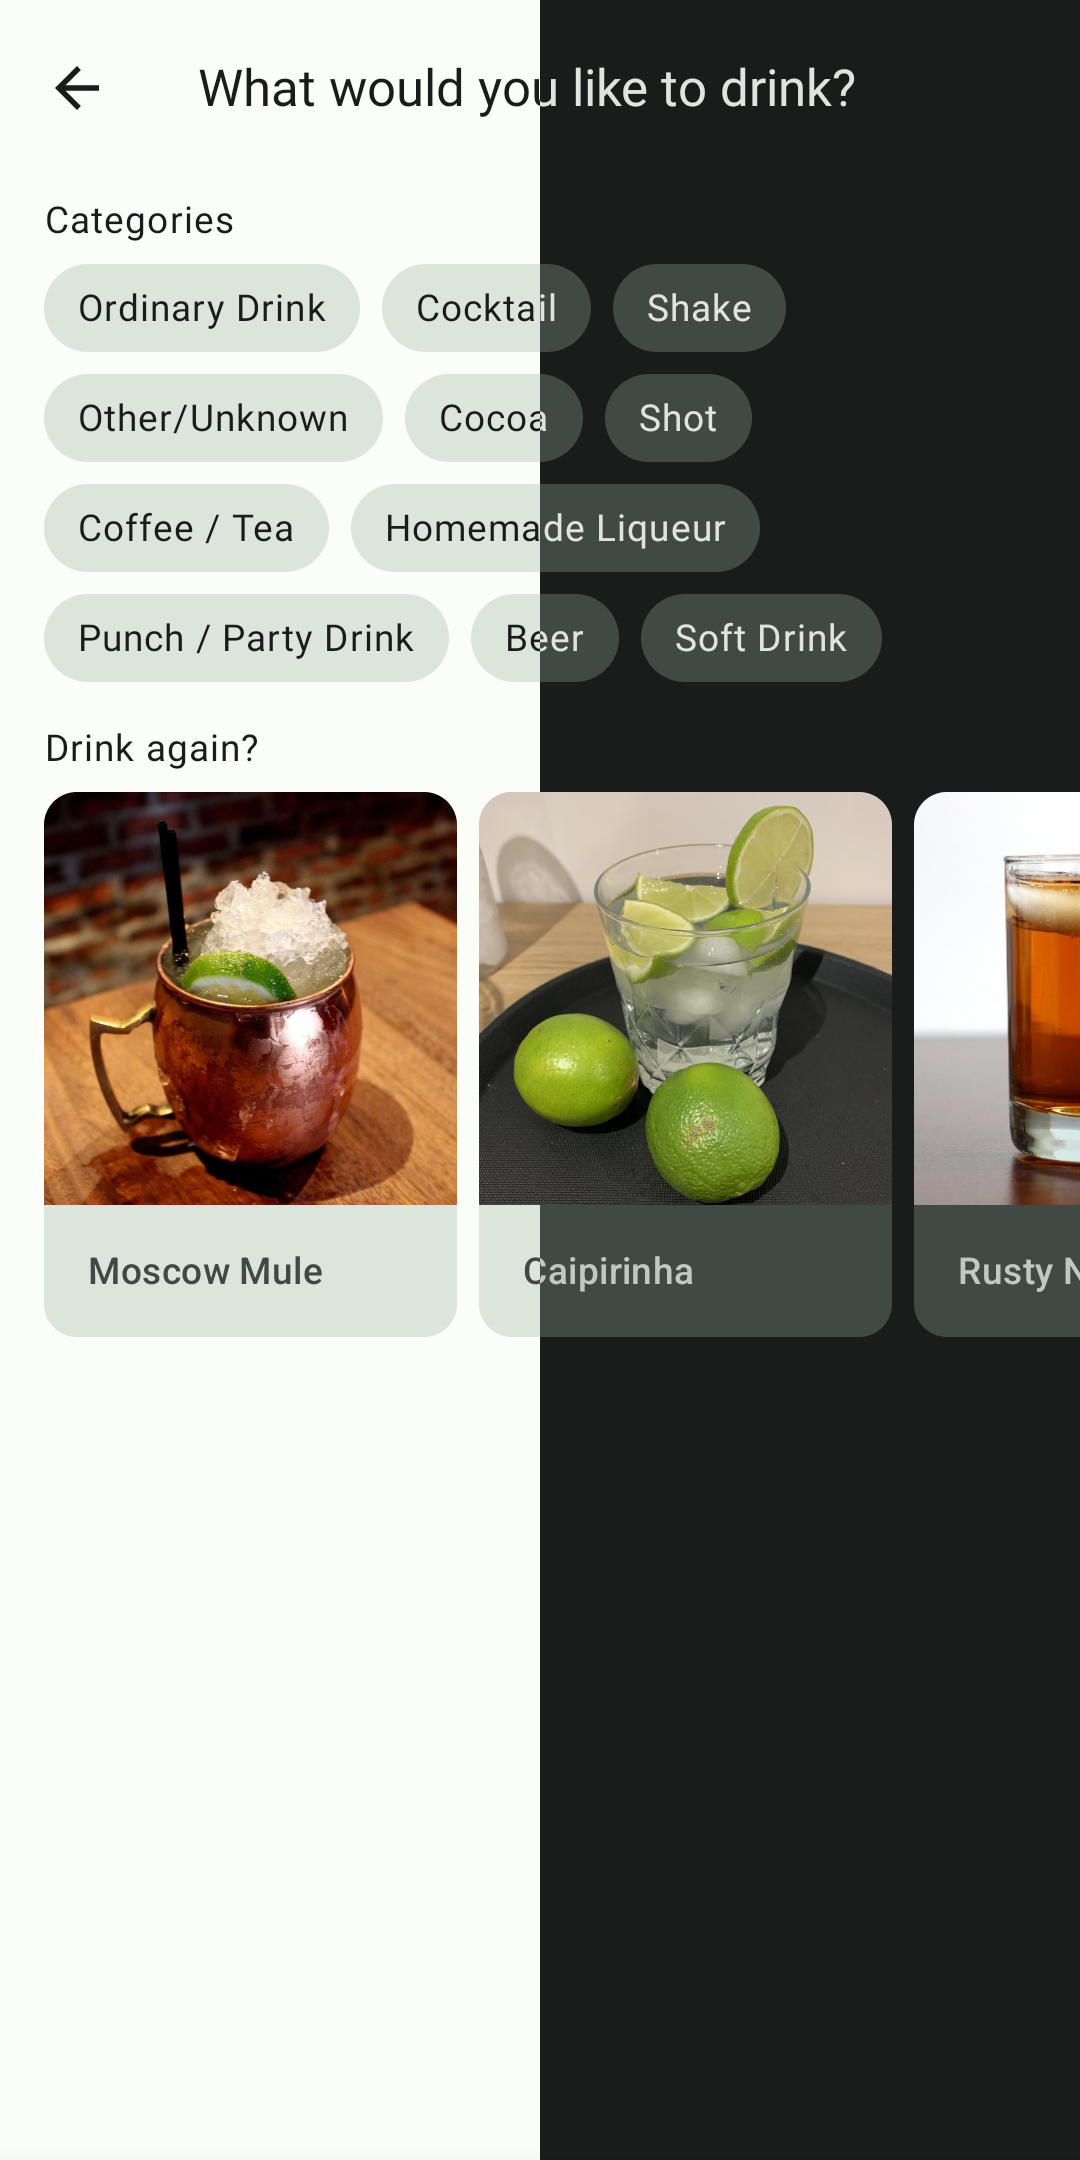 What would you like to drink?
Categories
Ordinary Drink Cocktail Shake
Other/Unknown Cocoa Shot
Coffee / Tea Homemade Liqueur
Punch / Party Drink Beer Soft Drink
Drink again?
Moscow Mule Caipirinha Rusty